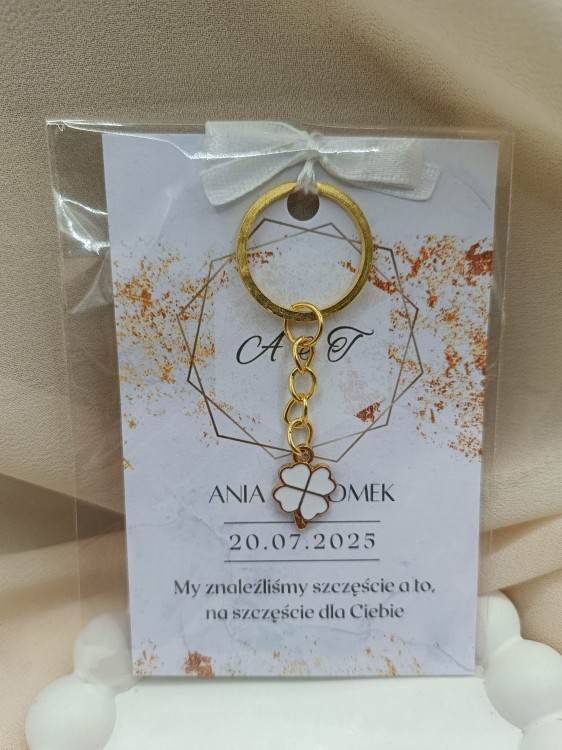 A & T
ANIA OMEK
20.07.2025
My znaleźliśmy szczęście a to,
na szczęście dla Ciebie